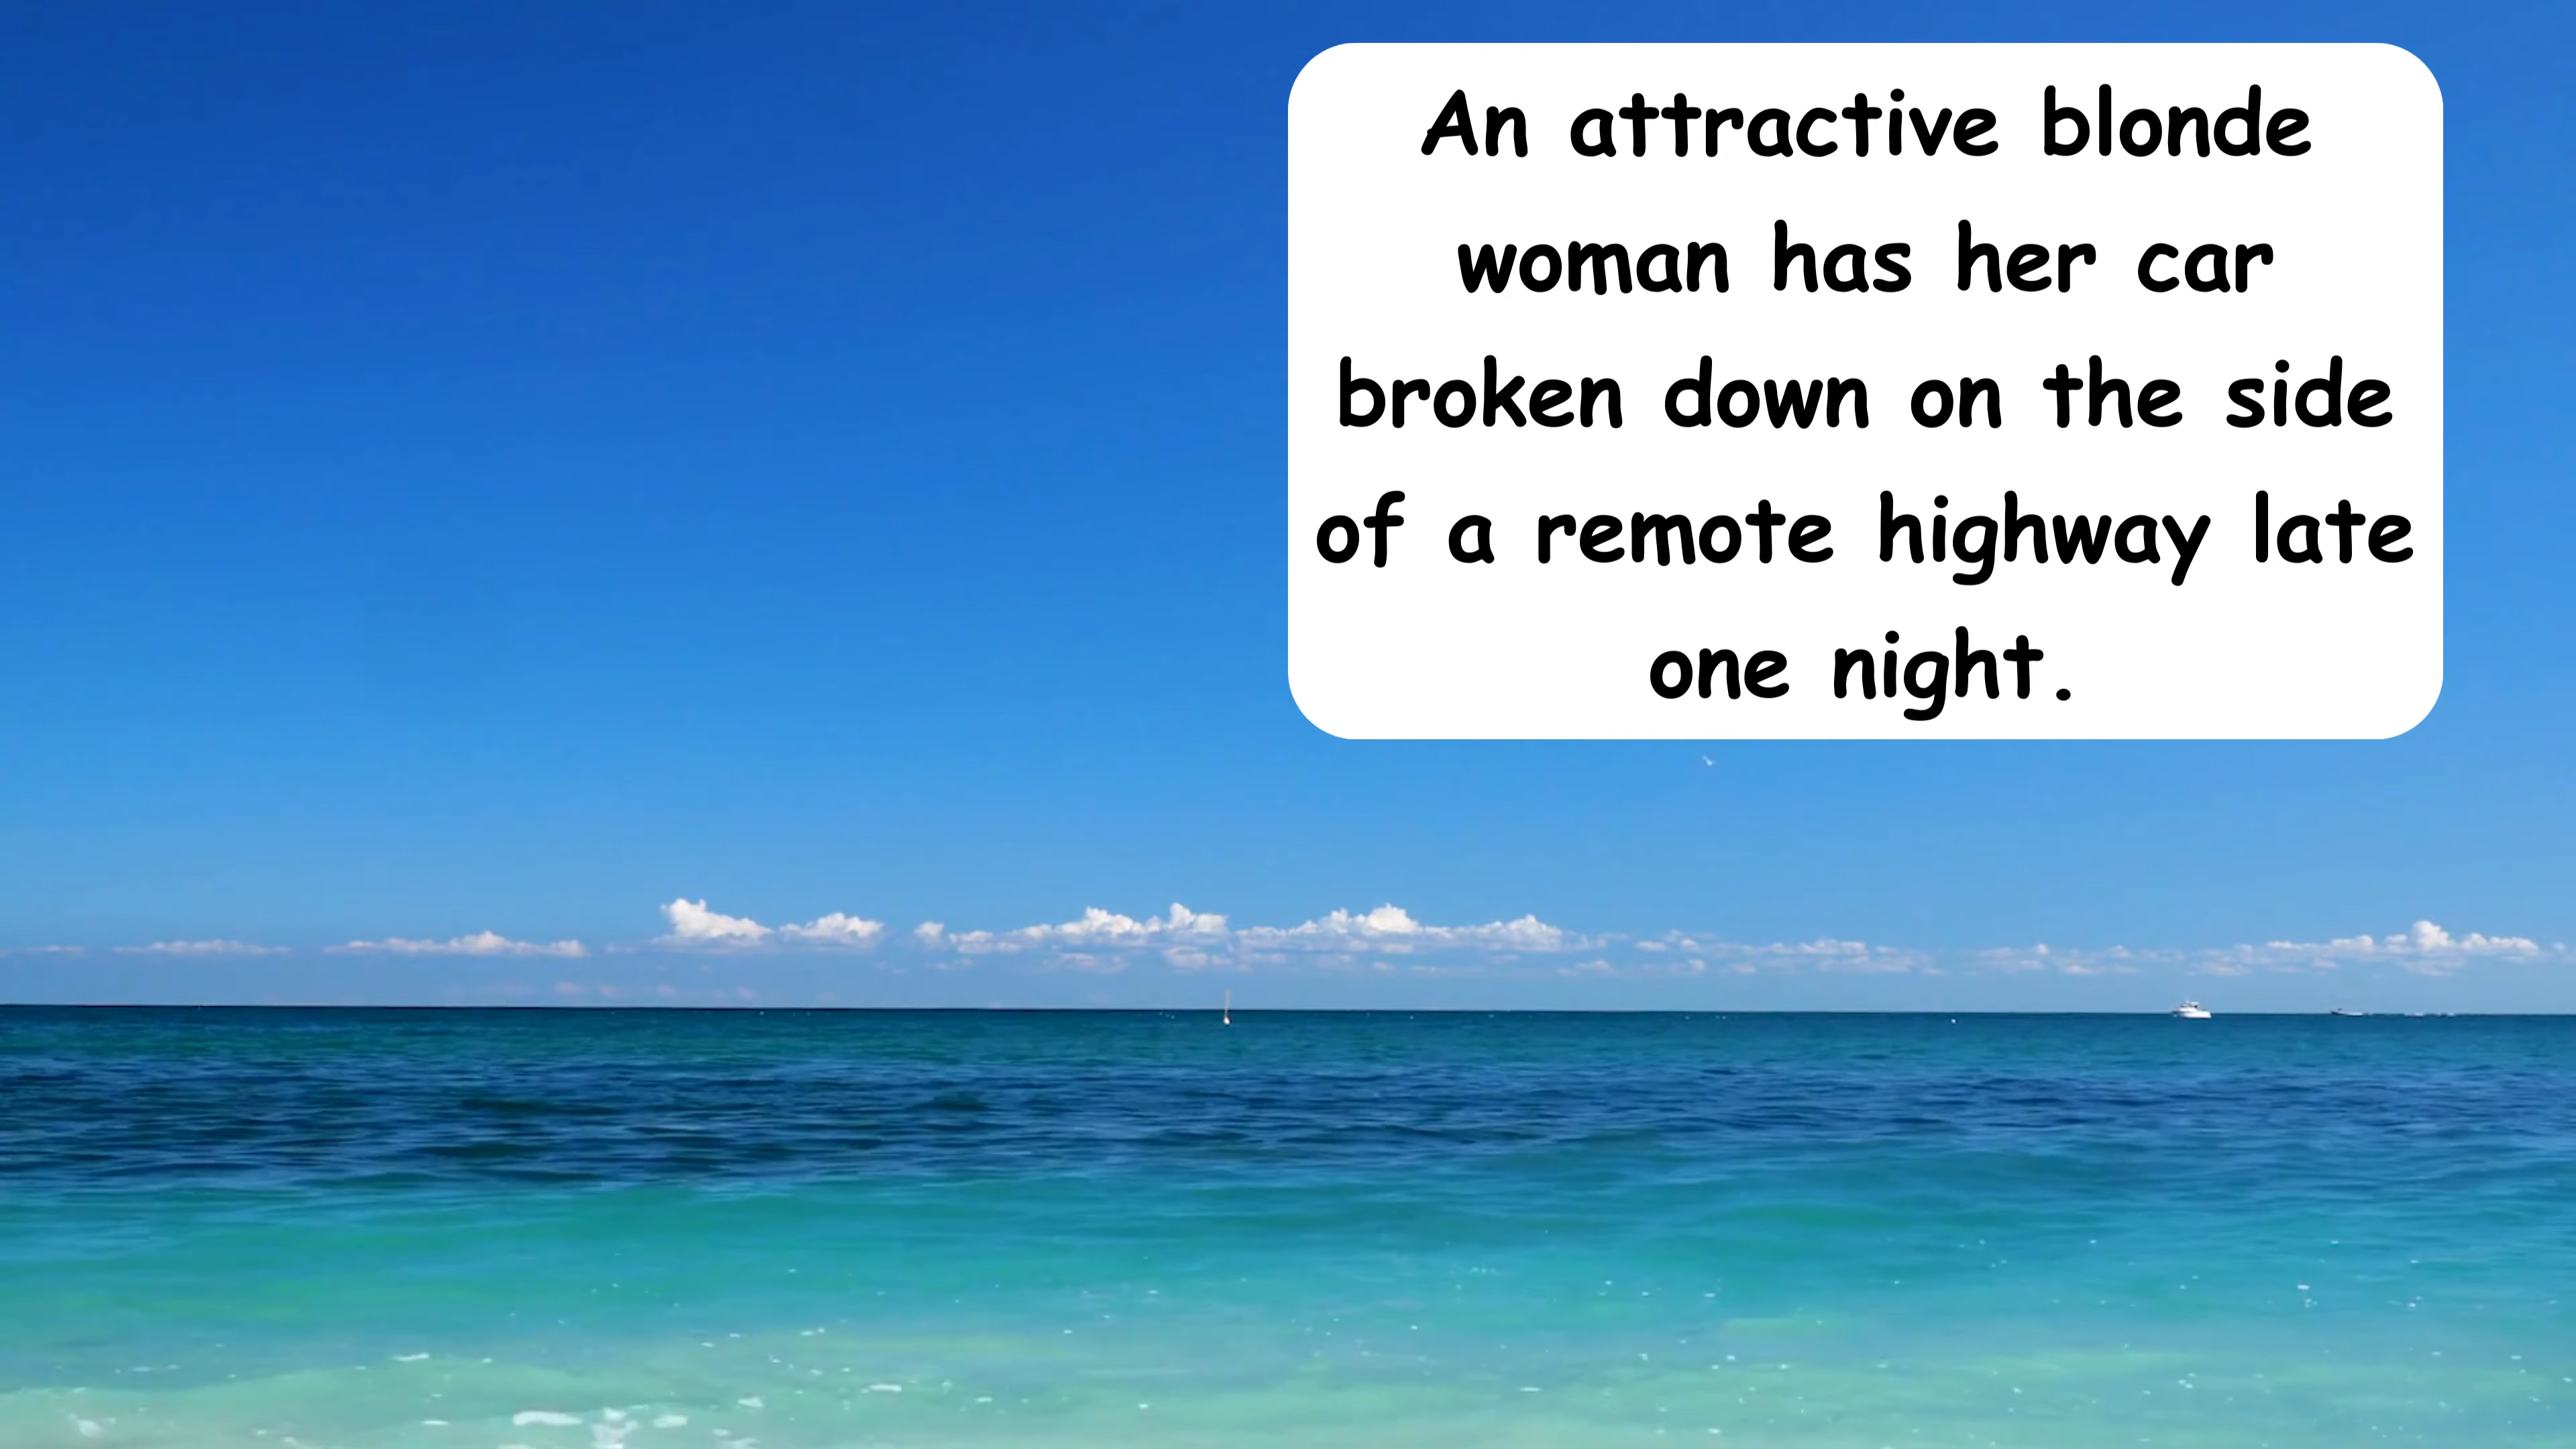 An attractive blonde
woman has her car
broken down on the side
of a remote highway late
one night.